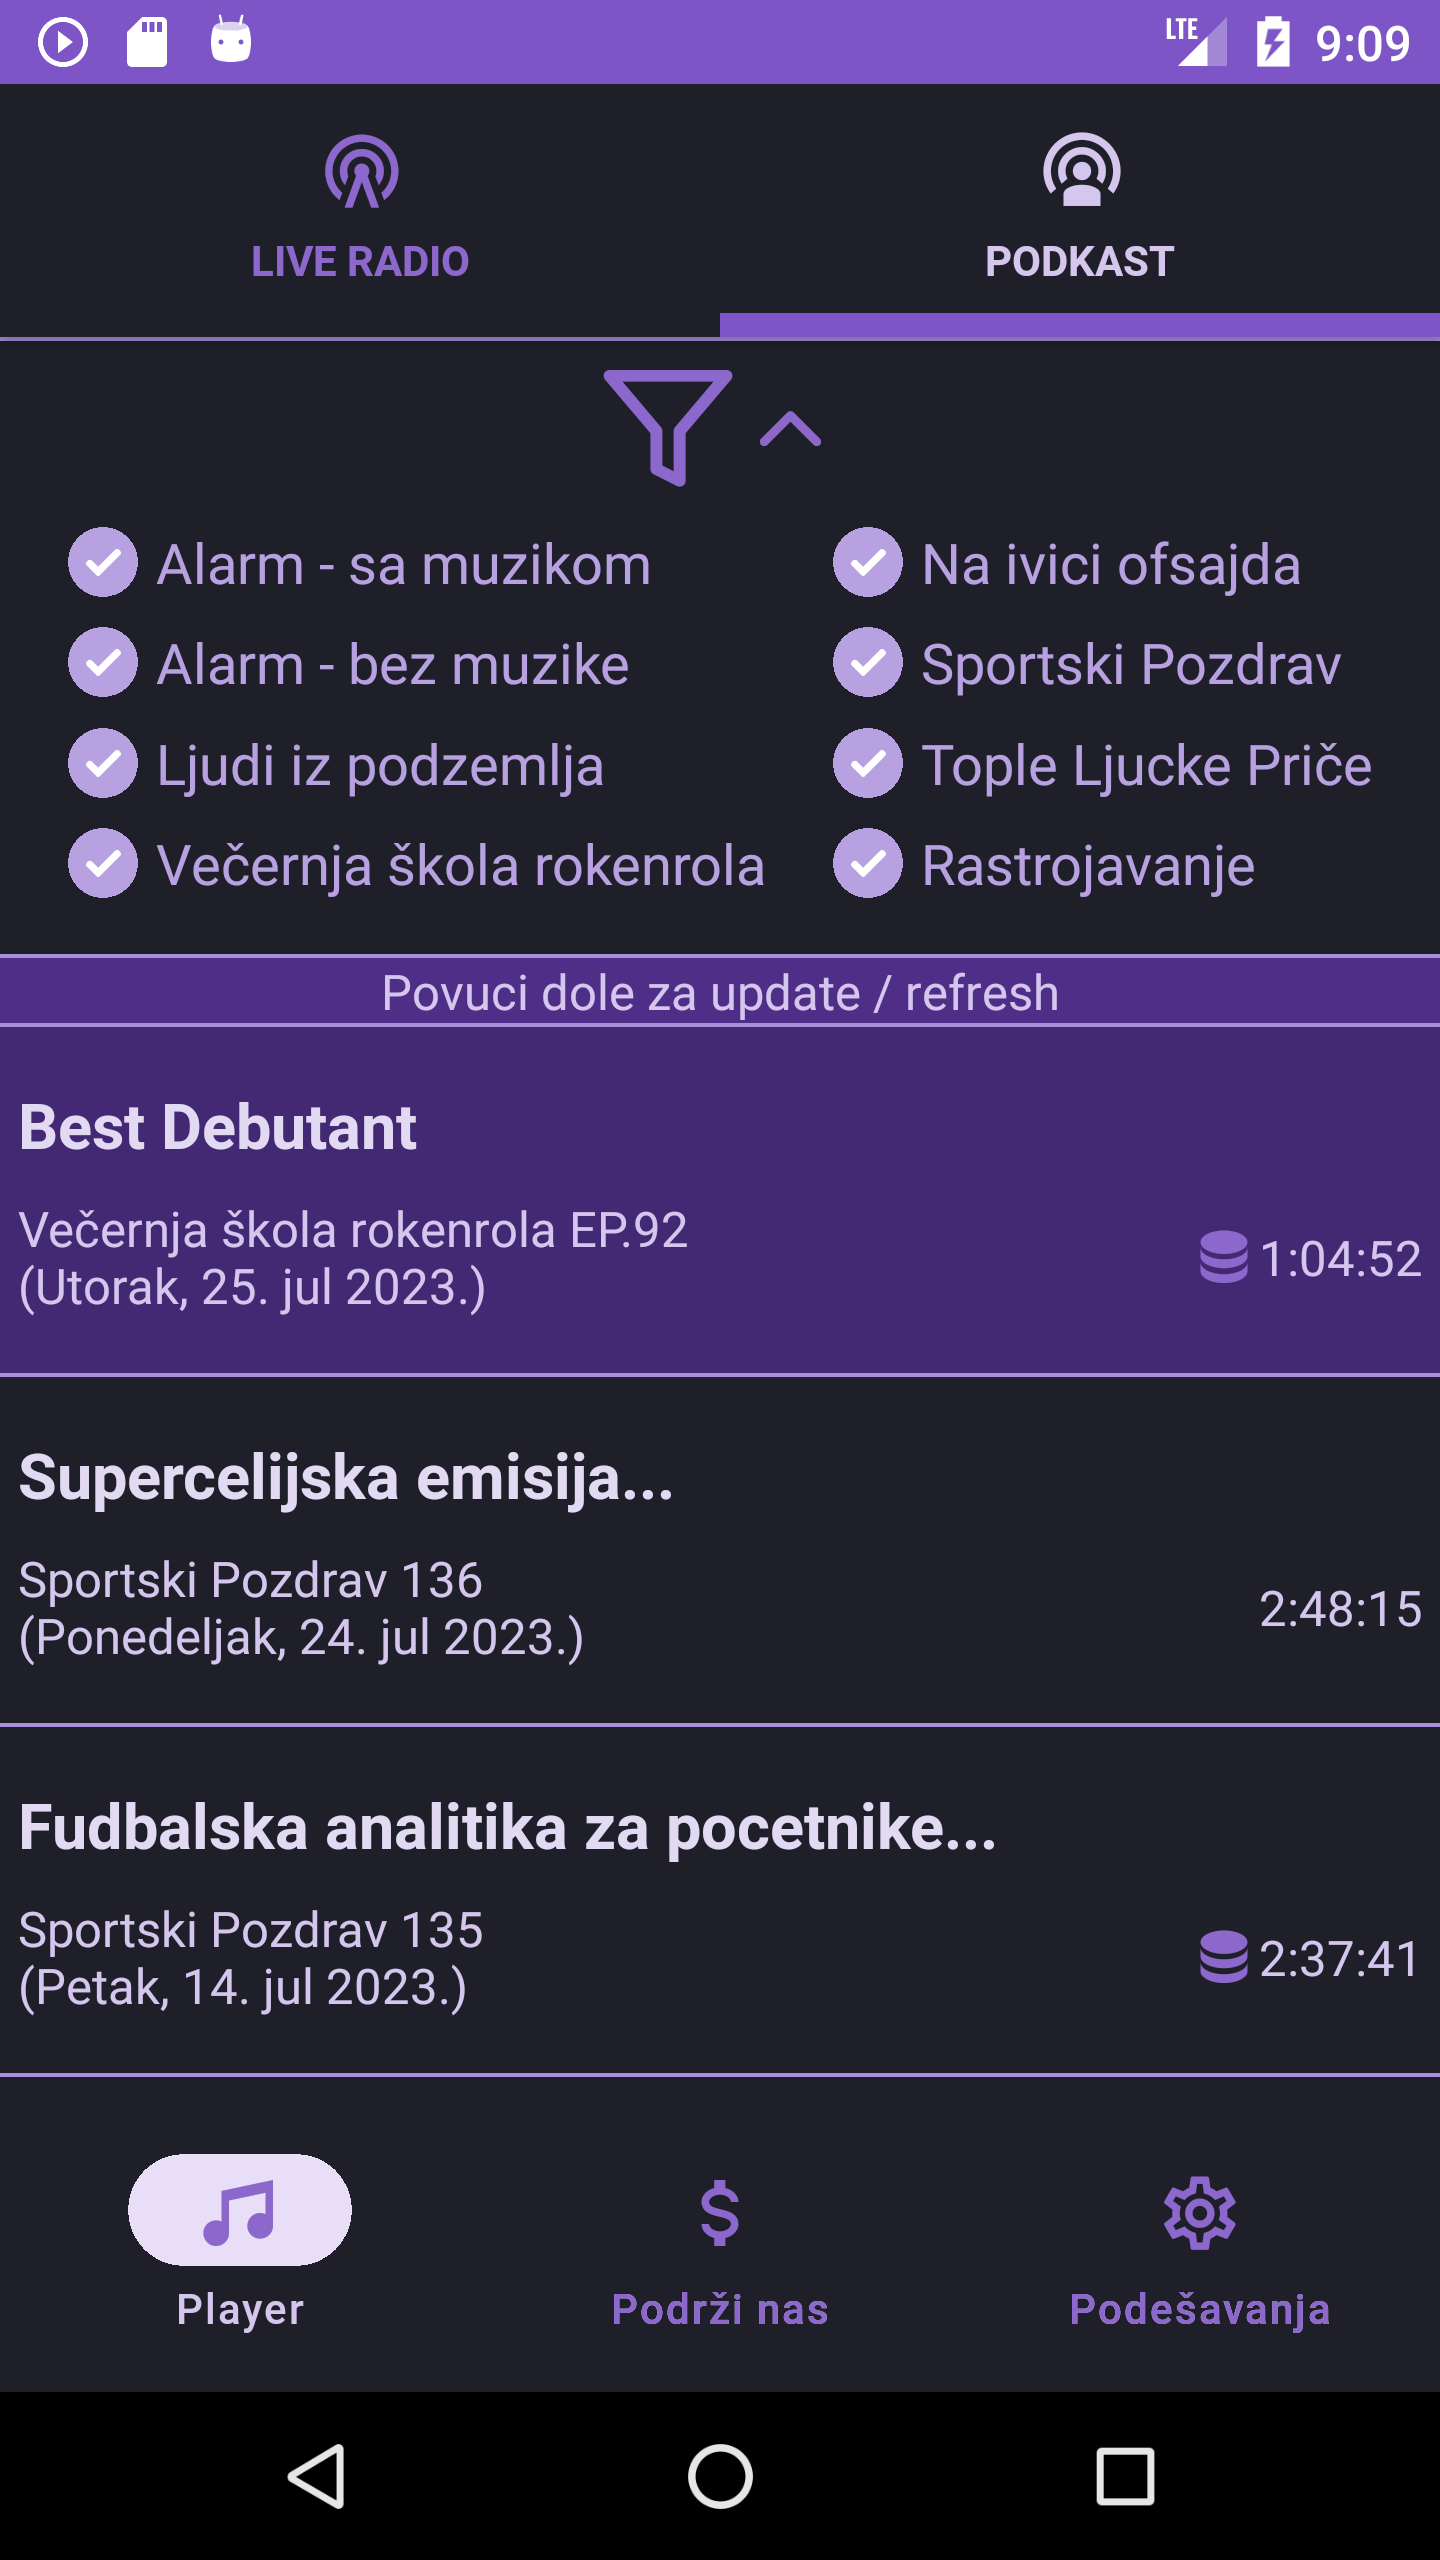 LTE 9:09
LIVE RADIO
PODKAST
Alarm - sa muzikom
Na ivici ofsajda
Alarm - bez muzike
Sportski Pozdrav
Ljudi iz podzemlja
Tople Ljucke Priče
Večernja škola rokenrola
Rastrojavanje
Povuci dole za update / refresh
Best Debutant
Večernja škola rokenrola EP.92
(Utorak, 25. jul 2023.)
1:04:52
Supercelijska emisija...
Sportski Pozdrav 136
(Ponedeljak, 24. jul 2023.)
2:48:15
Fudbalska analitika za pocetnike...
Sportski Pozdrav 135
(Petak, 14. jul 2023.)
2:37:41
Player
Podrži nas
Podešavanja